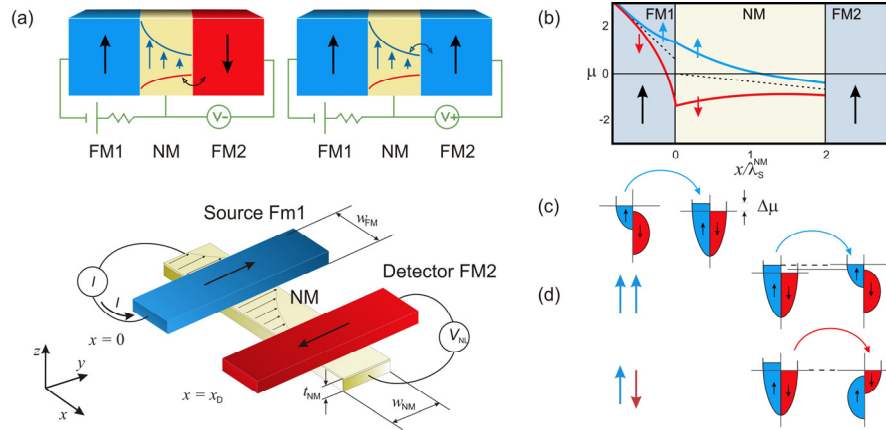 (a)
V-
V+
FM1 NM FM2
FM1 NM FM2
Source Fm1
w_FM
Detector FM2
NM
I
I
x = 0
V_NL
z
y
x
x = x_D
t_NM
w_NM
(b)
FM1 NM FM2
2
μ
0
-2
0 1 2
x/λ_S^NM
(c)
Δμ
(d)